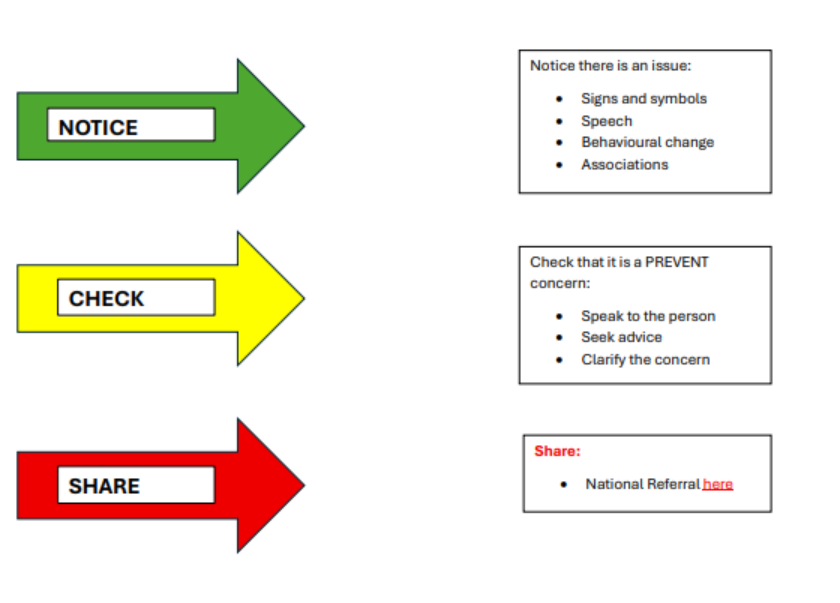 NOTICE
Notice there is an issue:
• Signs and symbols
• Speech
• Behavioural change
• Associations
CHECK
Check that it is a PREVENT
concern:
• Speak to the person
• Seek advice
• Clarify the concern
SHARE
Share:
• National Referral here